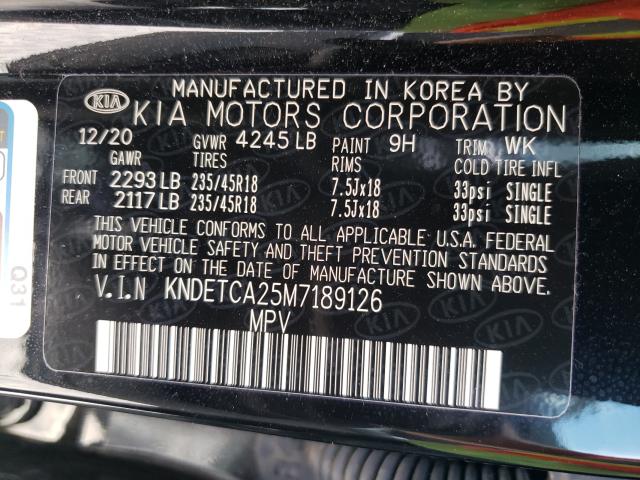 MANUFACTURED IN KOREA BY
KIA KIA MOTORS CORPORATION
12/20 GVWR 4245 LB PAINT 9H TRIM WK
GAWR TIRES RIMS COLD TIRE INFL
FRONT 2293 LB 235/45R18 7.5Jx18 33psi SINGLE
REAR 2117 LB 235/45R18 7.5Jx18 33psi SINGLE
THIS VEHICLE CONFORMS TO ALL APPLICABLE U.S.A. FEDERAL
MOTOR VEHICLE SAFETY AND THEFT PREVENTION STANDARDS
IN EFFECT ON THE DATE OF MANUFACTURE SHOWN ABOVE.
V.I.N KNDETCA25M7189126
MPV
Q31